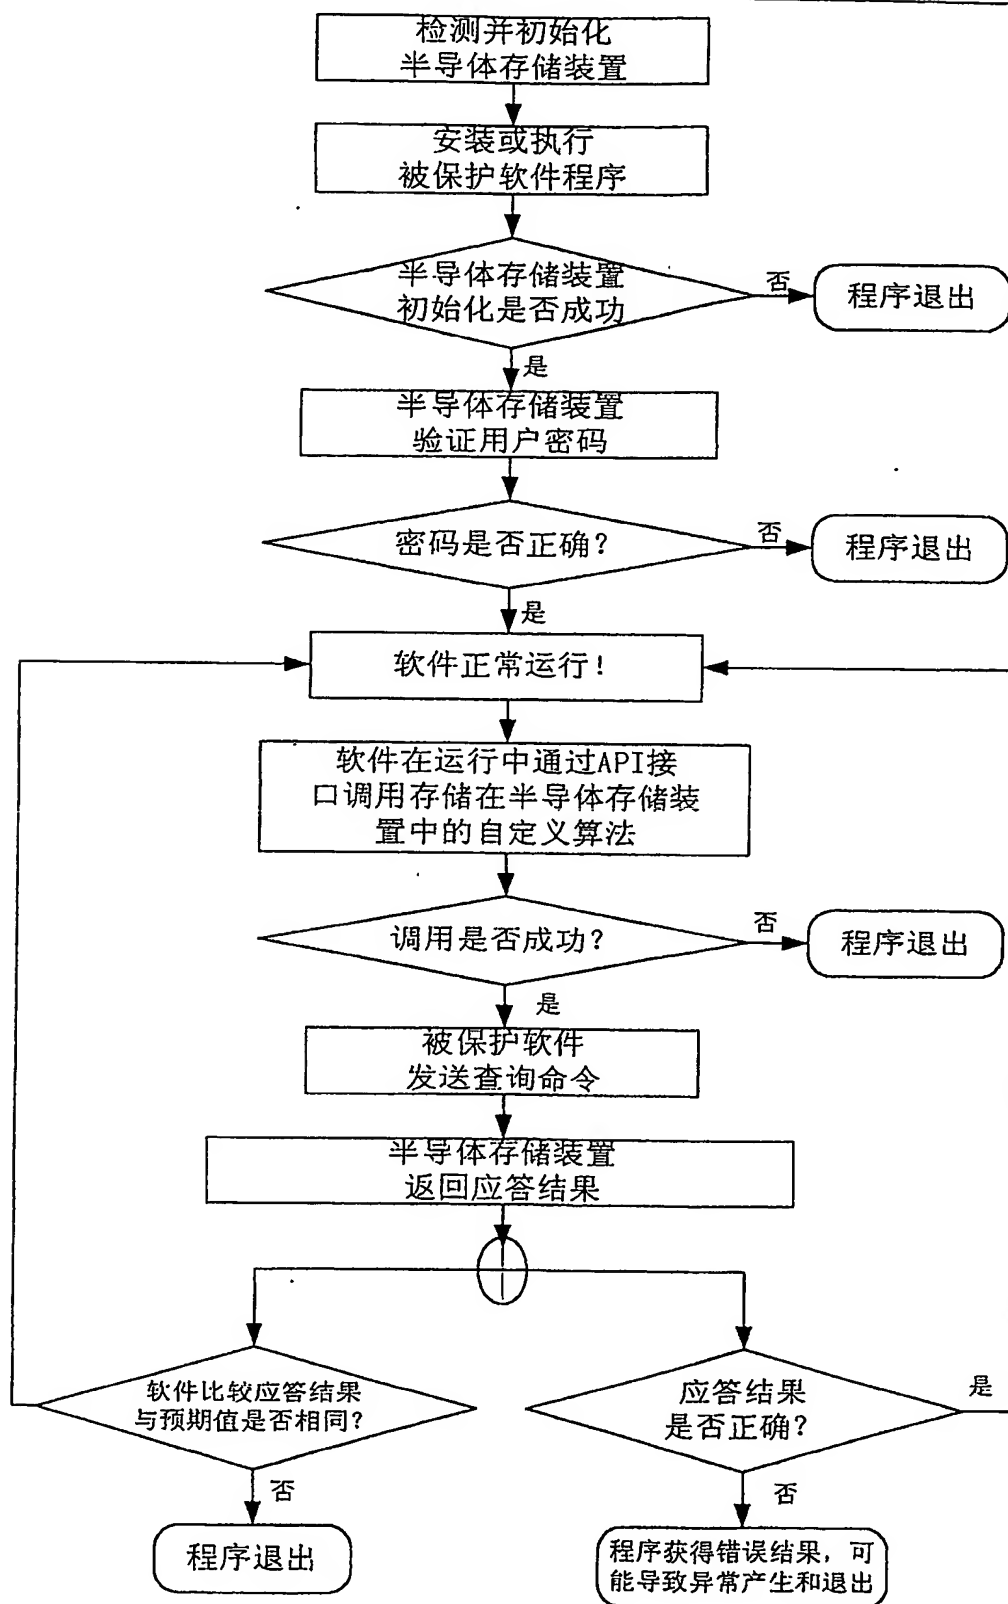 检测并初始化
半导体存储装置
安装或执行
被保护软件程序
半导体存储装置
初始化是否成功
否
程序退出
是
半导体存储装置
验证用户密码
密码是否正确？
否
程序退出
是
软件正常运行！
软件在运行中通过API接
口调用存储在半导体存储装
置中的自定义算法
调用是否成功？
否
程序退出
是
被保护软件
发送查询命令
半导体存储装置
返回应答结果
软件比较应答结果
与预期值是否相同？
否
程序退出
应答结果
是否正确？
是
否
程序获得错误结果，可
能导致异常产生和退出